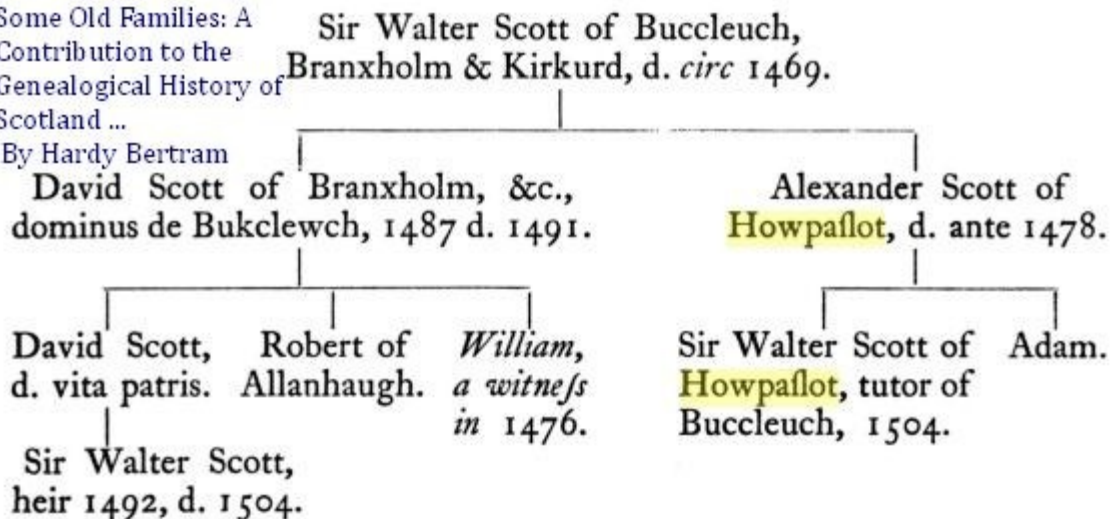 Some Old Families: A
Contribution to the
Genealogical History of
Scotland ...
By Hardy Bertram
Sir Walter Scott of Buccleuch,
Branxholm & Kirkurd, d. circ 1469.
David Scott of Branxholm, &c.,
dominus de Bukclewch, 1487 d. 1491.
Alexander Scott of
Howpaſlot, d. ante 1478.
David Scott,
d. vita patris.
Robert of
Allanhaugh.
William,
a witneſs
in 1476.
Sir Walter Scott of
Howpaſlot, tutor of
Buccleuch, 1504.
Adam.
Sir Walter Scott,
heir 1492, d. 1504.